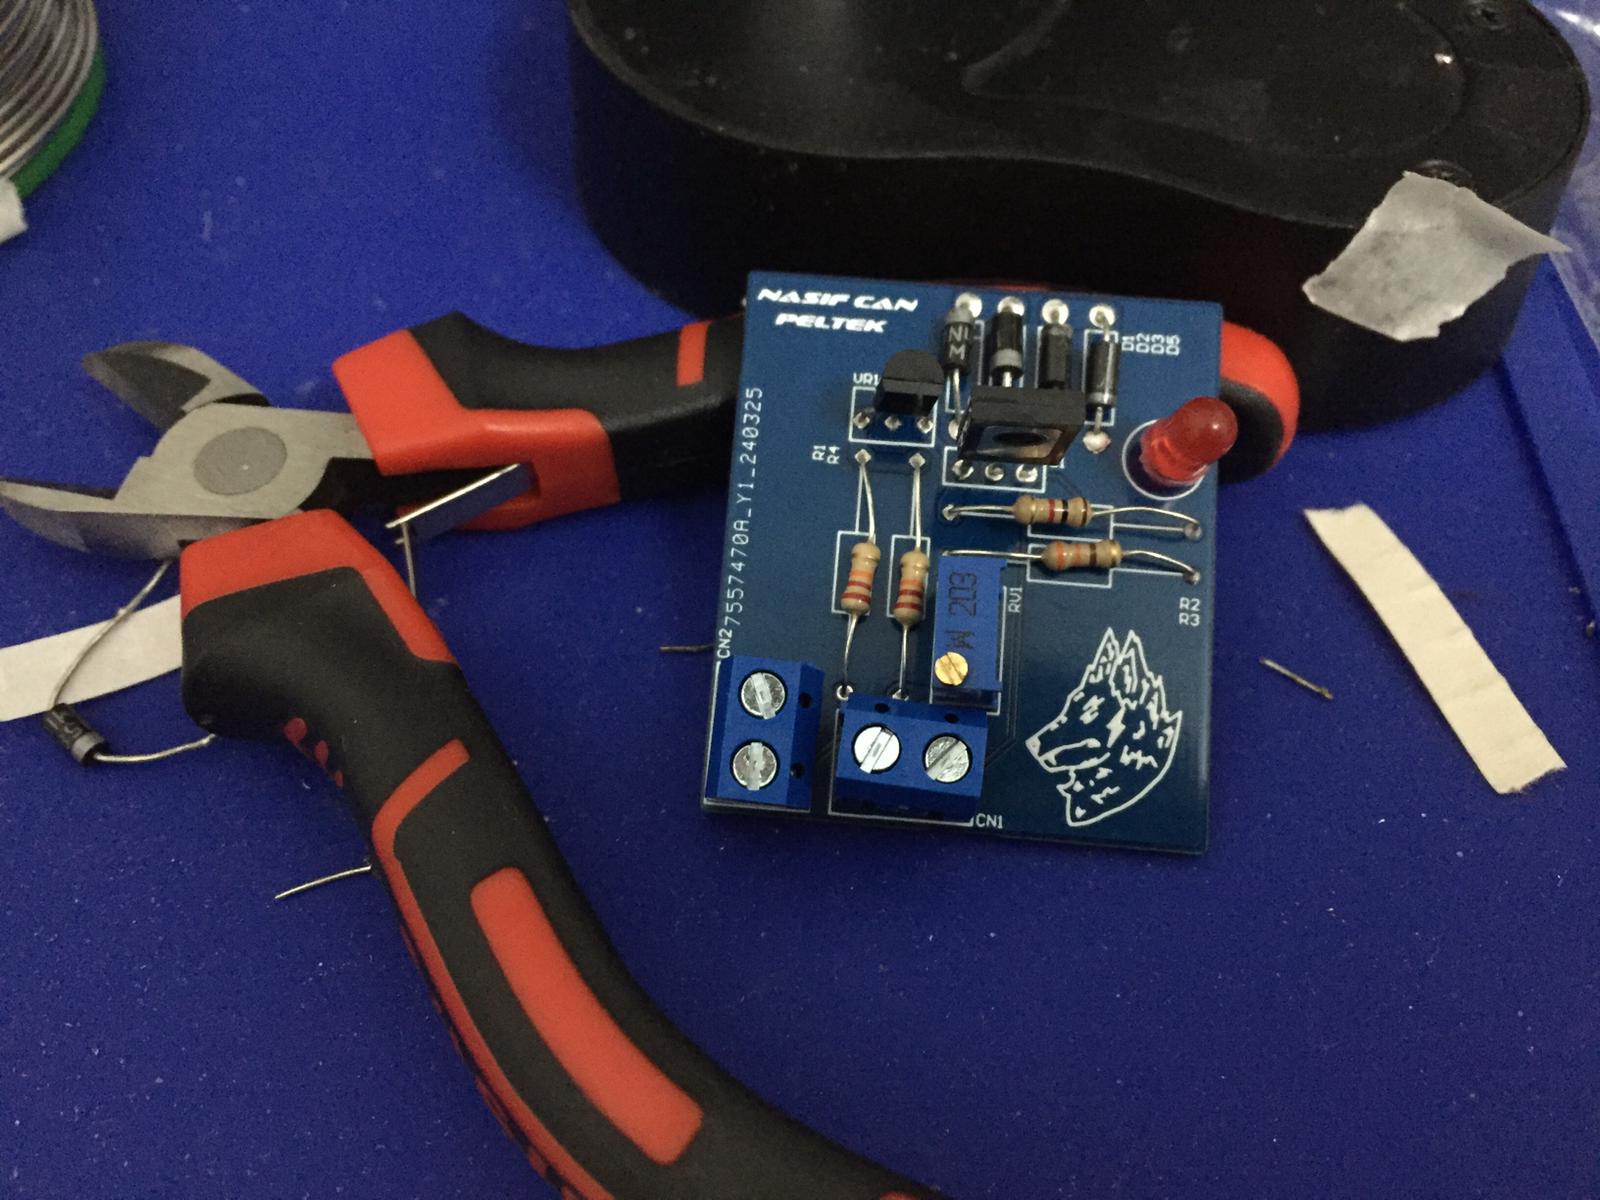 NASIF CAN
PELTEK
D1
D2
D3
D5
VR1
R1
R4
7557470A_Y1_240325
W 203
RV1
R2
R3
CN2
CN1